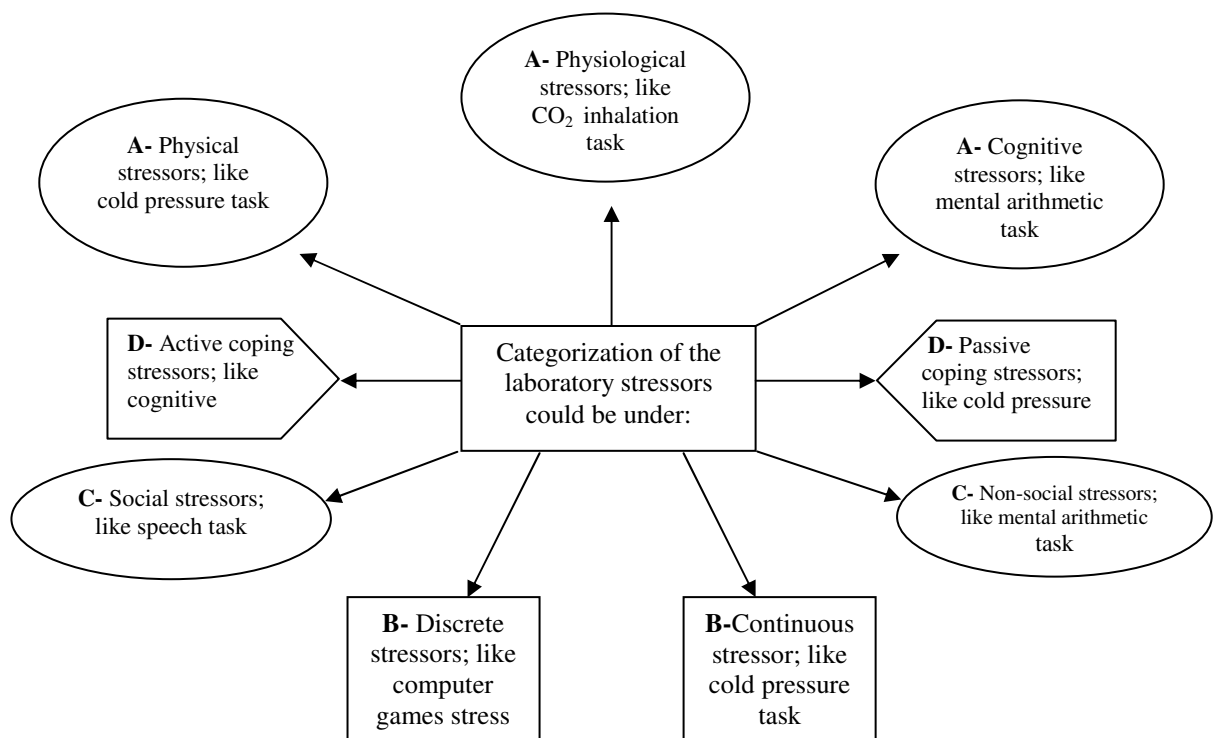 A- Physiological
stressors; like
CO₂ inhalation
task
A- Physical
stressors; like
cold pressure task
A- Cognitive
stressors; like
mental arithmetic
task
D- Active coping
stressors; like
cognitive
Categorization of the
laboratory stressors
could be under:
D- Passive
coping stressors;
like cold pressure
C- Social stressors;
like speech task
C- Non-social stressors;
like mental arithmetic
task
B- Discrete
stressors; like
computer
games stress
B-Continuous
stressor; like
cold pressure
task